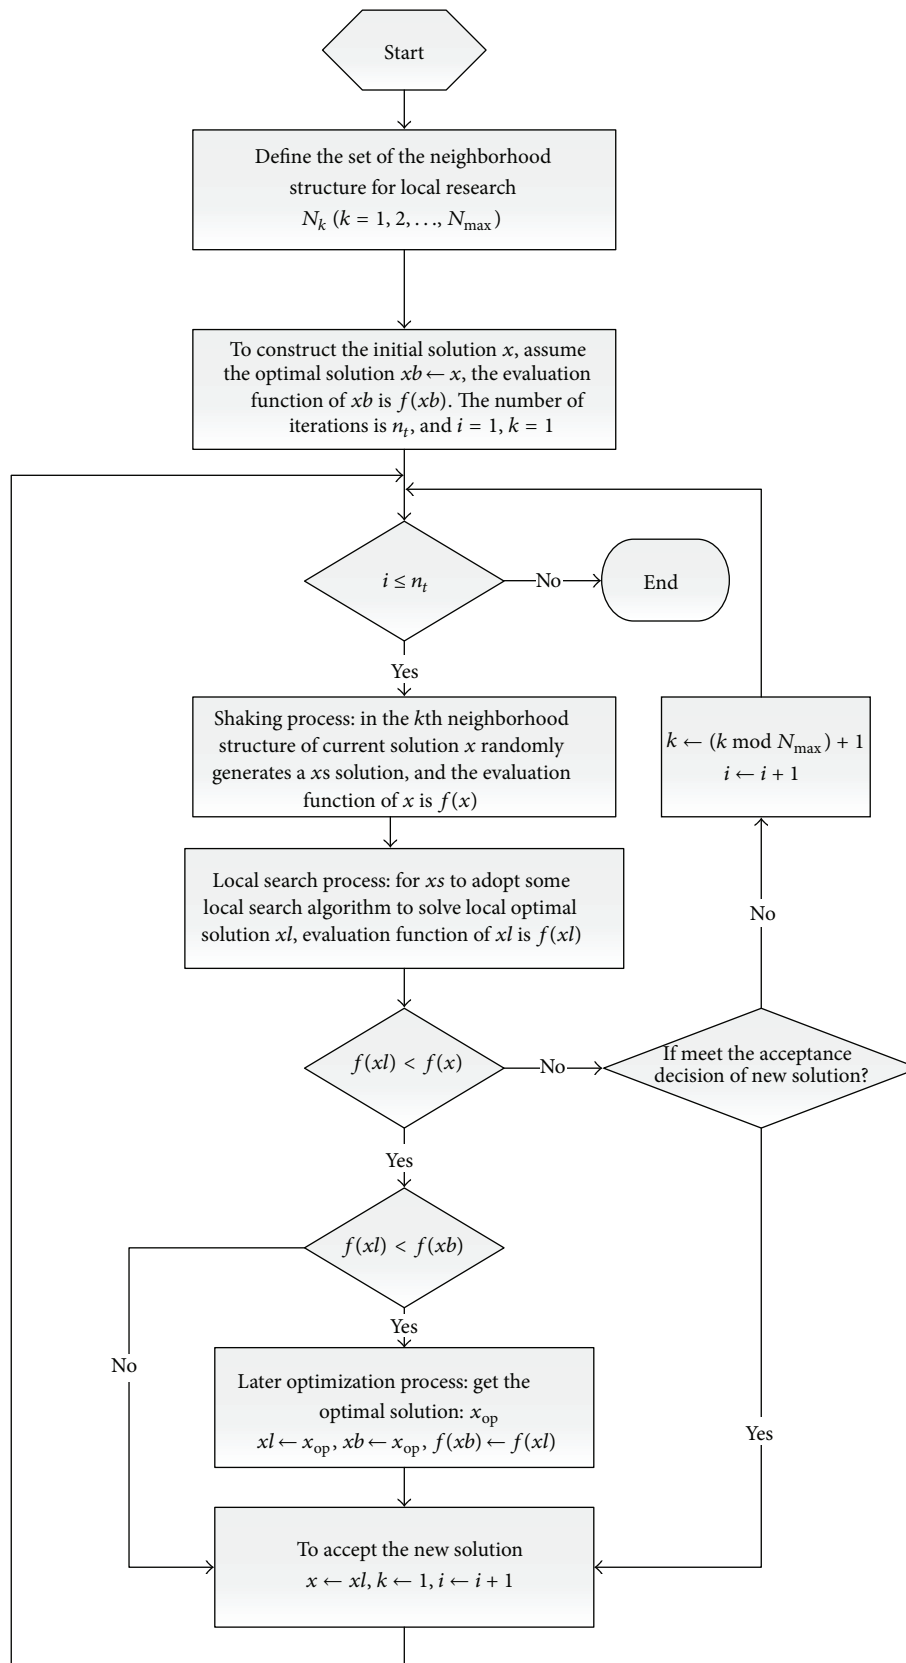 Start
Define the set of the neighborhood
structure for local research
N_k (k = 1, 2, …, N_max)
To construct the initial solution x, assume
the optimal solution xb ← x, the evaluation
function of xb is f(xb). The number of
iterations is n_t, and i = 1, k = 1
i ≤ n_t
No
End
Yes
Shaking process: in the kth neighborhood
structure of current solution x randomly
generates a xs solution, and the evaluation
function of x is f(x)
k ← (k mod N_max) + 1
i ← i + 1
Local search process: for xs to adopt some
local search algorithm to solve local optimal
solution xl, evaluation function of xl is f(xl)
No
f(xl) < f(x)
No
If meet the acceptance
decision of new solution?
Yes
f(xl) < f(xb)
Yes
No
Later optimization process: get the
optimal solution: x_op
xl ← x_op, xb ← x_op, f(xb) ← f(xl)
Yes
To accept the new solution
x ← xl, k ← 1, i ← i + 1